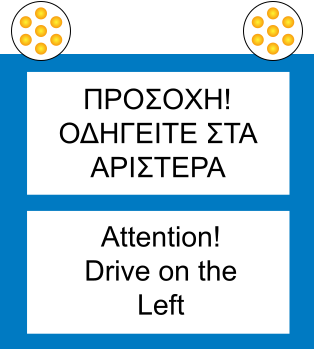 ΠΡΟΣΟΧΗ!
ΟΔΗΓΕΙΤΕ ΣΤΑ
ΑΡΙΣΤΕΡΑ
Attention!
Drive on the
Left